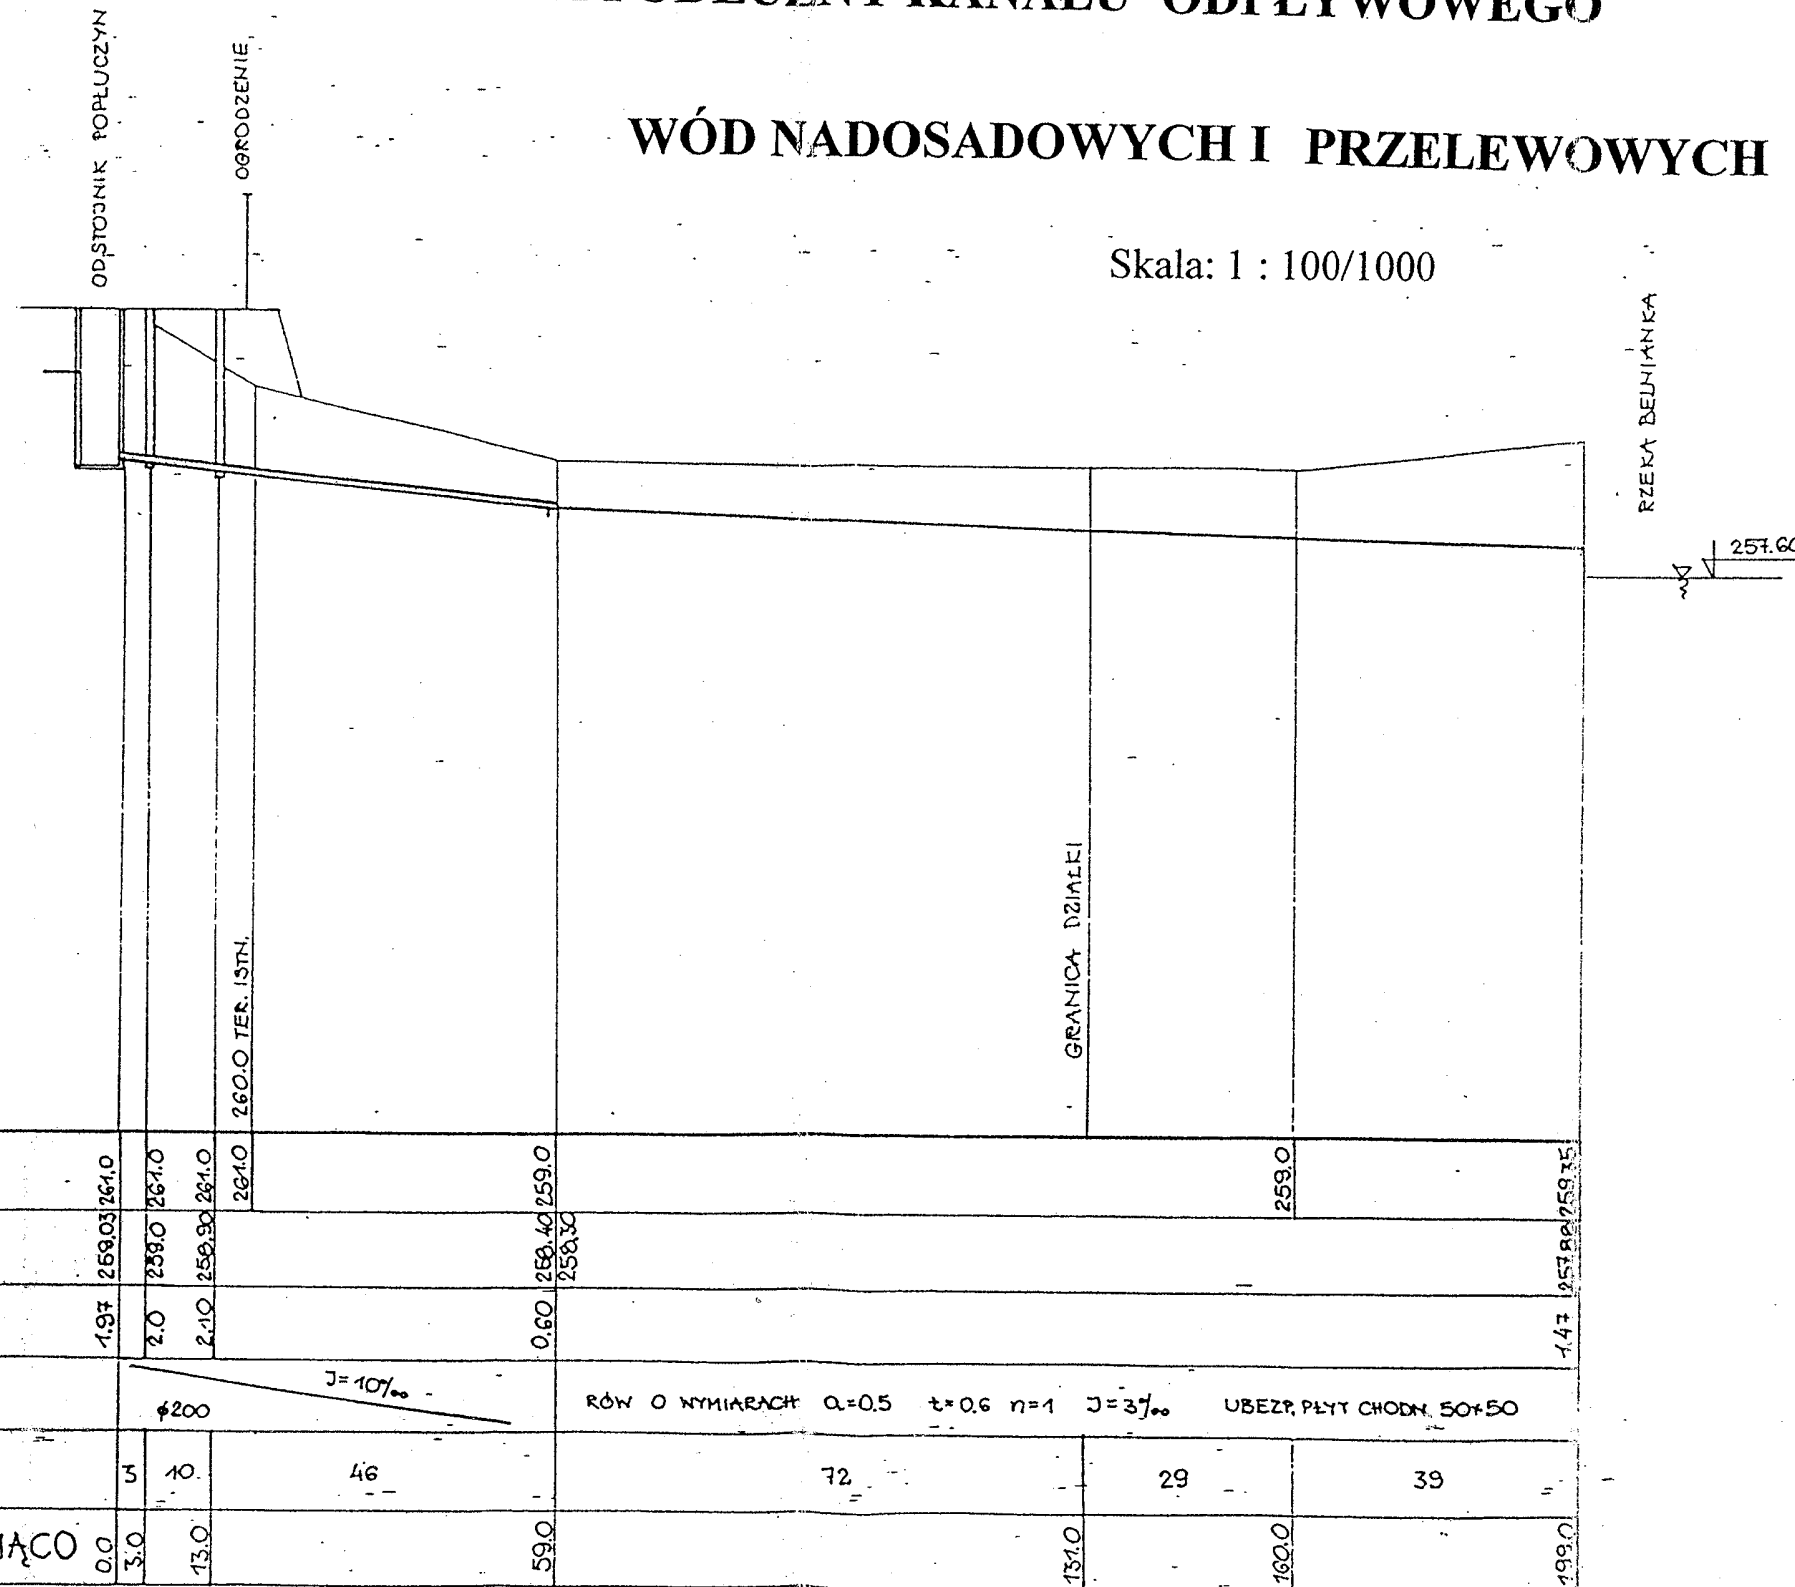 KANAŁU ODPŁYWOWEGO
WÓD NADOSADOWYCH I PRZELEWOWYCH
Skala: 1 : 100/1000
ODSTOJNIK POPŁUCZYN
OGRODZENIE
RZEKA BELNIANKA
257.60
260.0 TER. ISTN.
GRANICA DZIAŁKI
261.0 261.0 261.0 261.0 259.0 259.0 259.75
259.03 259.0 258.90 258.40 258.30
1.97 2.0 2.10 0.60 1.47
φ200 J=10‰ RÓW O WYMIARACH a=0.5 t=0.6 n=1 J=3‰ UBEZP. PŁYT CHODN. 50×50
3 10 46 72 29 39
0.0 3.0 13.0 59.0 131.0 160.0 199.0